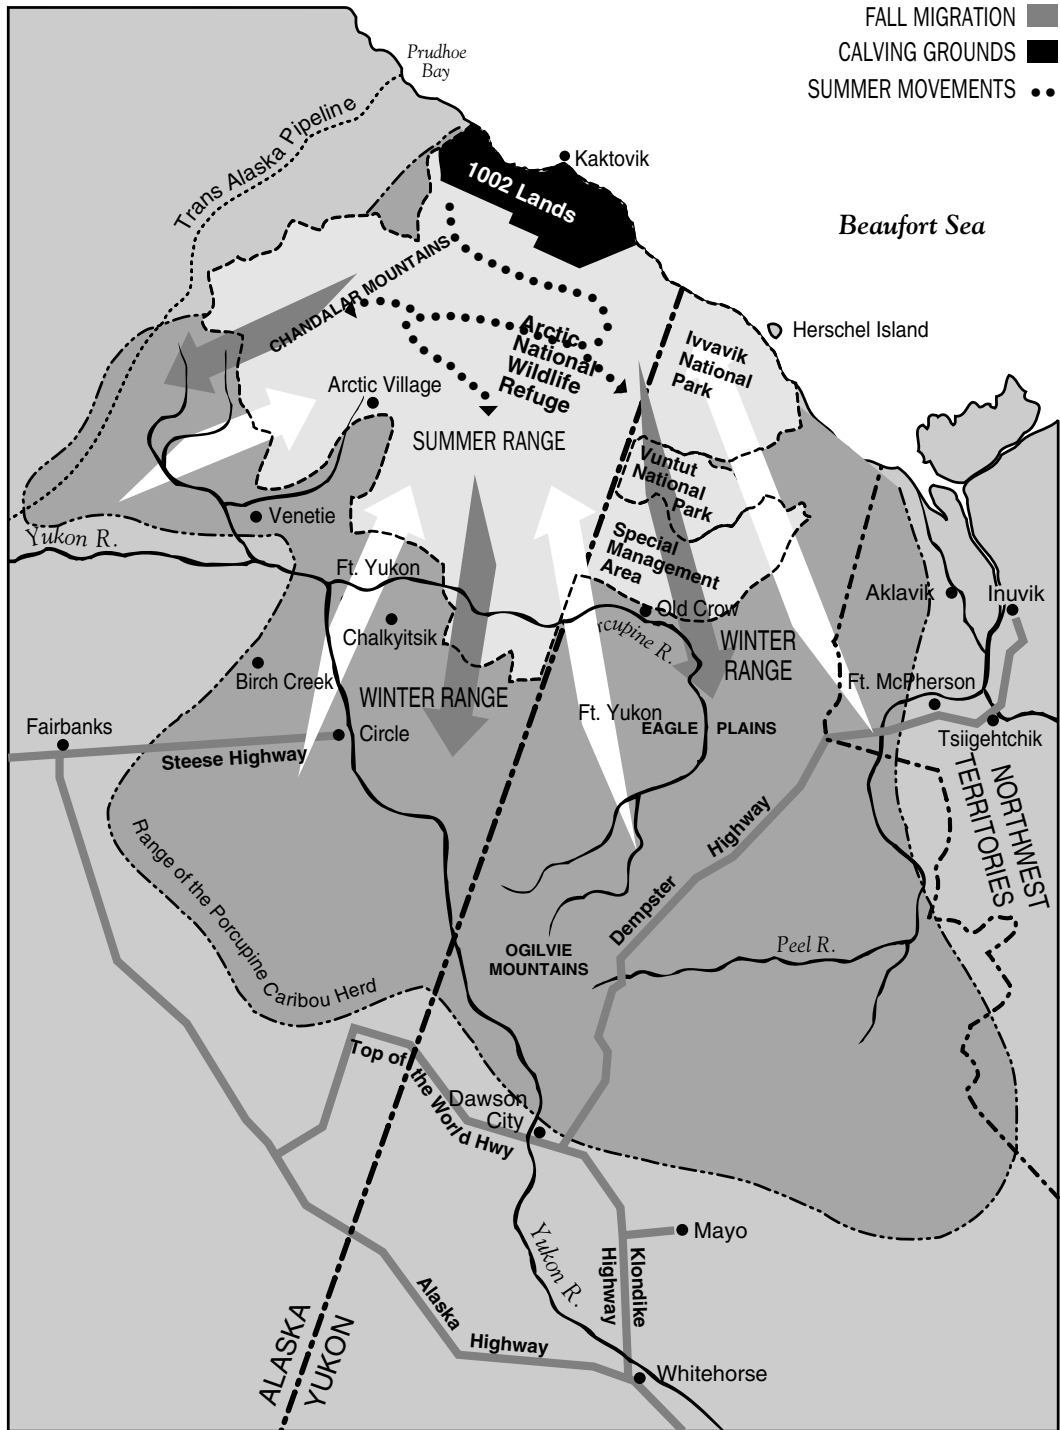 FALL MIGRATION
CALVING GROUNDS
SUMMER MOVEMENTS
Prudhoe
Bay
Trans Alaska Pipeline
Kaktovik
1002 Lands
Beaufort Sea
CHANDALAR MOUNTAINS
Arctic
National
Wildlife
Refuge
Ivvavik
National
Park
Herschel Island
Arctic Village
SUMMER RANGE
Vuntut
National
Park
Venetie
Yukon R.
Special
Management
Area
Ft. Yukon
Aklavik
Inuvik
Old Crow
Chalkyitsik
rcupine R.
WINTER
RANGE
Birch Creek
WINTER RANGE
Ft. McPherson
Ft. Yukon
EAGLE PLAINS
Fairbanks
Circle
Tsiigehtchik
Steese Highway
NORTHWEST
TERRITORIES
Dempster Highway
Range of the Porcupine Caribou Herd
OGILVIE
MOUNTAINS
Peel R.
Top of the World Hwy
Dawson
City
Mayo
Yukon R.
Klondike
Highway
Alaska Highway
ALASKA
YUKON
Whitehorse